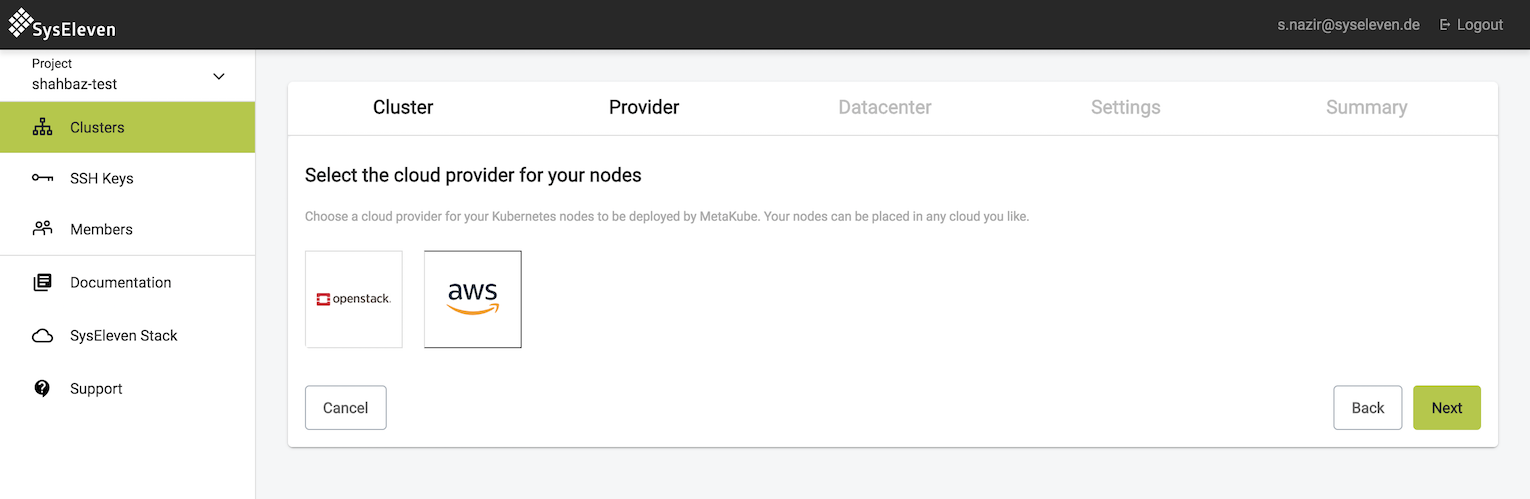 SysEleven
s.nazir@syseleven.de Logout
Project
shahbaz-test
Clusters
SSH Keys
Members
Documentation
SysEleven Stack
Support
Cluster Provider Datacenter Settings Summary
Select the cloud provider for your nodes
Choose a cloud provider for your Kubernetes nodes to be deployed by MetaKube. Your nodes can be placed in any cloud you like.
openstack.
aws
Cancel Back Next